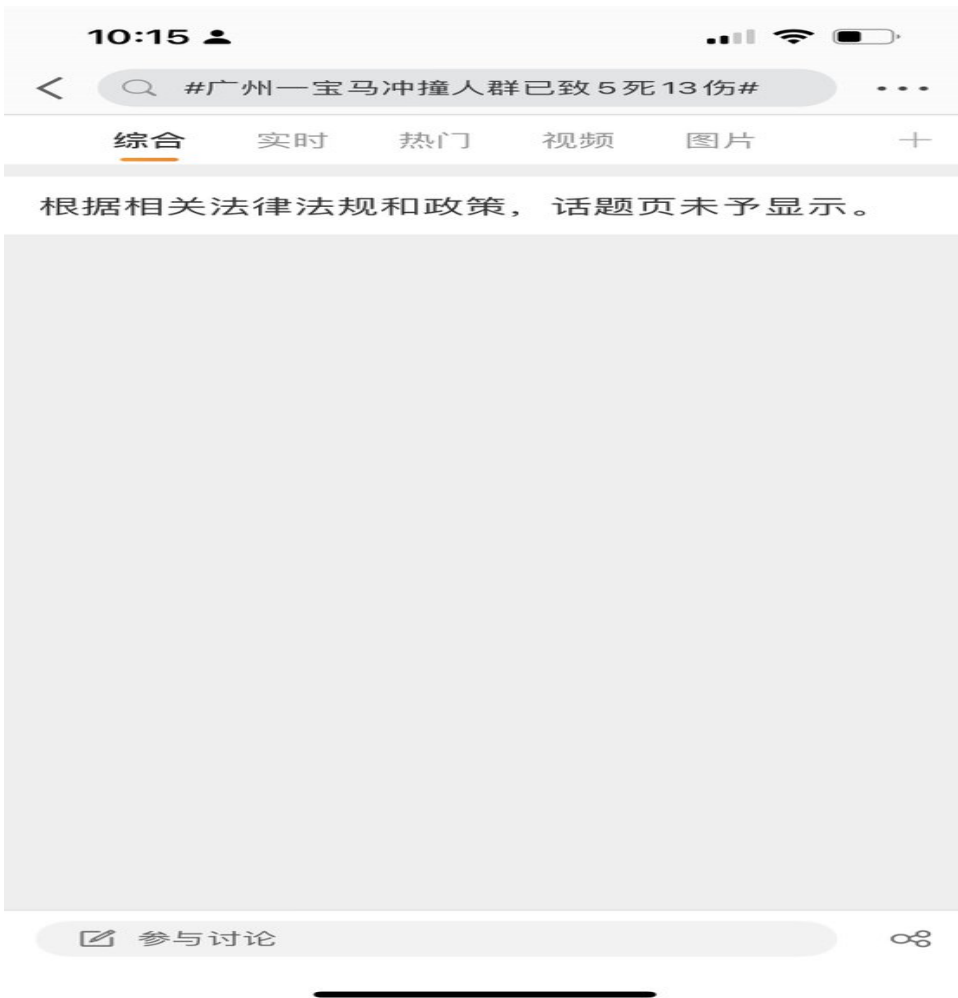 10:15
#广州一宝马冲撞人群已致5死13伤#
综合 实时 热门 视频 图片
根据相关法律法规和政策，话题页未予显示。
参与讨论